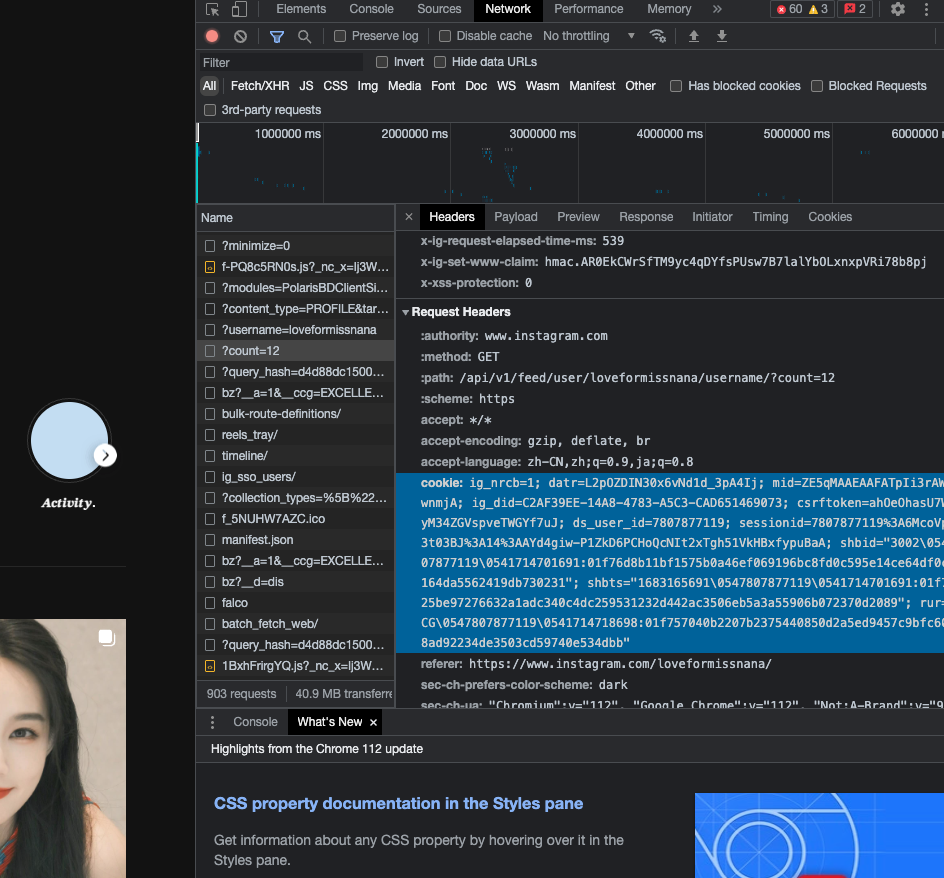 Elements Console Sources Network Performance Memory » 60 3 2
Preserve log Disable cache No throttling
Filter Invert Hide data URLs
All Fetch/XHR JS CSS Img Media Font Doc WS Wasm Manifest Other Has blocked cookies Blocked Requests
3rd-party requests
1000000 ms 2000000 ms 3000000 ms 4000000 ms 5000000 ms 6000000
Name
?minimize=0
f-PQ8c5RN0s.js?_nc_x=lj3W...
?modules=PolarisBDClientSi...
?content_type=PROFILE&tar...
?username=loveformissnana
?count=12
?query_hash=d4d88dc1500...
bz?__a=1&__ccg=EXCELLE...
bulk-route-definitions/
reels_tray/
timeline/
ig_sso_users/
?collection_types=%5B%22...
f_5NUHW7AZC.ico
manifest.json
bz?__a=1&__ccg=EXCELLE...
bz?__d=dis
falco
batch_fetch_web/
?query_hash=d4d88dc1500...
1BxhFrirgYQ.js?_nc_x=lj3W...
903 requests 40.9 MB transferre
× Headers Payload Preview Response Initiator Timing Cookies
x-ig-request-elapsed-time-ms: 539
x-ig-set-www-claim: hmac.AR0EkCWrSfTM9yc4qDYfsPUsw7B7lalYbOLxnxpVRi78b8pj
x-xss-protection: 0
Request Headers
:authority: www.instagram.com
:method: GET
:path: /api/v1/feed/user/loveformissnana/username/?count=12
:scheme: https
accept: */*
accept-encoding: gzip, deflate, br
accept-language: zh-CN,zh;q=0.9,ja;q=0.8
cookie: ig_nrcb=1; datr=L2pOZDIN30x6vNd1d_3pA4Ij; mid=ZE5qMAAEAAFATpIi3rAW
wnmjA; ig_did=C2AF39EE-14A8-4783-A5C3-CAD651469073; csrftoken=ahOeOhasU7W
yM34ZGVspveTWGYf7uJ; ds_user_id=7807877119; sessionid=7807877119%3A6McoVp
3t03BJ%3A14%3AAYd4giw-P1ZkD6PCHoQcNIt2xTgh51VkHBxfypuBaA; shbid="3002\054
07877119\0541714701691:01f76d8b11bf1575b0a46ef069196bc8fd0c595e14ce64df0e
164da5562419db730231"; shbts="1683165691\0547807877119\0541714701691:01f7
25be97276632a1adc340c4dc259531232d442ac3506eb5a3a55906b072370d2089"; rur=
CG\0547807877119\0541714718698:01f757040b2207b2375440850d2a5ed9457c9bfc60
8ad92234de3503cd59740e534dbb"
referer: https://www.instagram.com/loveformissnana/
sec-ch-prefers-color-scheme: dark
sec-ch-ua: "Chromium";v="112", "Google Chrome";v="112", "Not:A-Brand";v="9
Activity.
Console What's New ×
Highlights from the Chrome 112 update
CSS property documentation in the Styles pane
Get information about any CSS property by hovering over it in the
Styles pane.